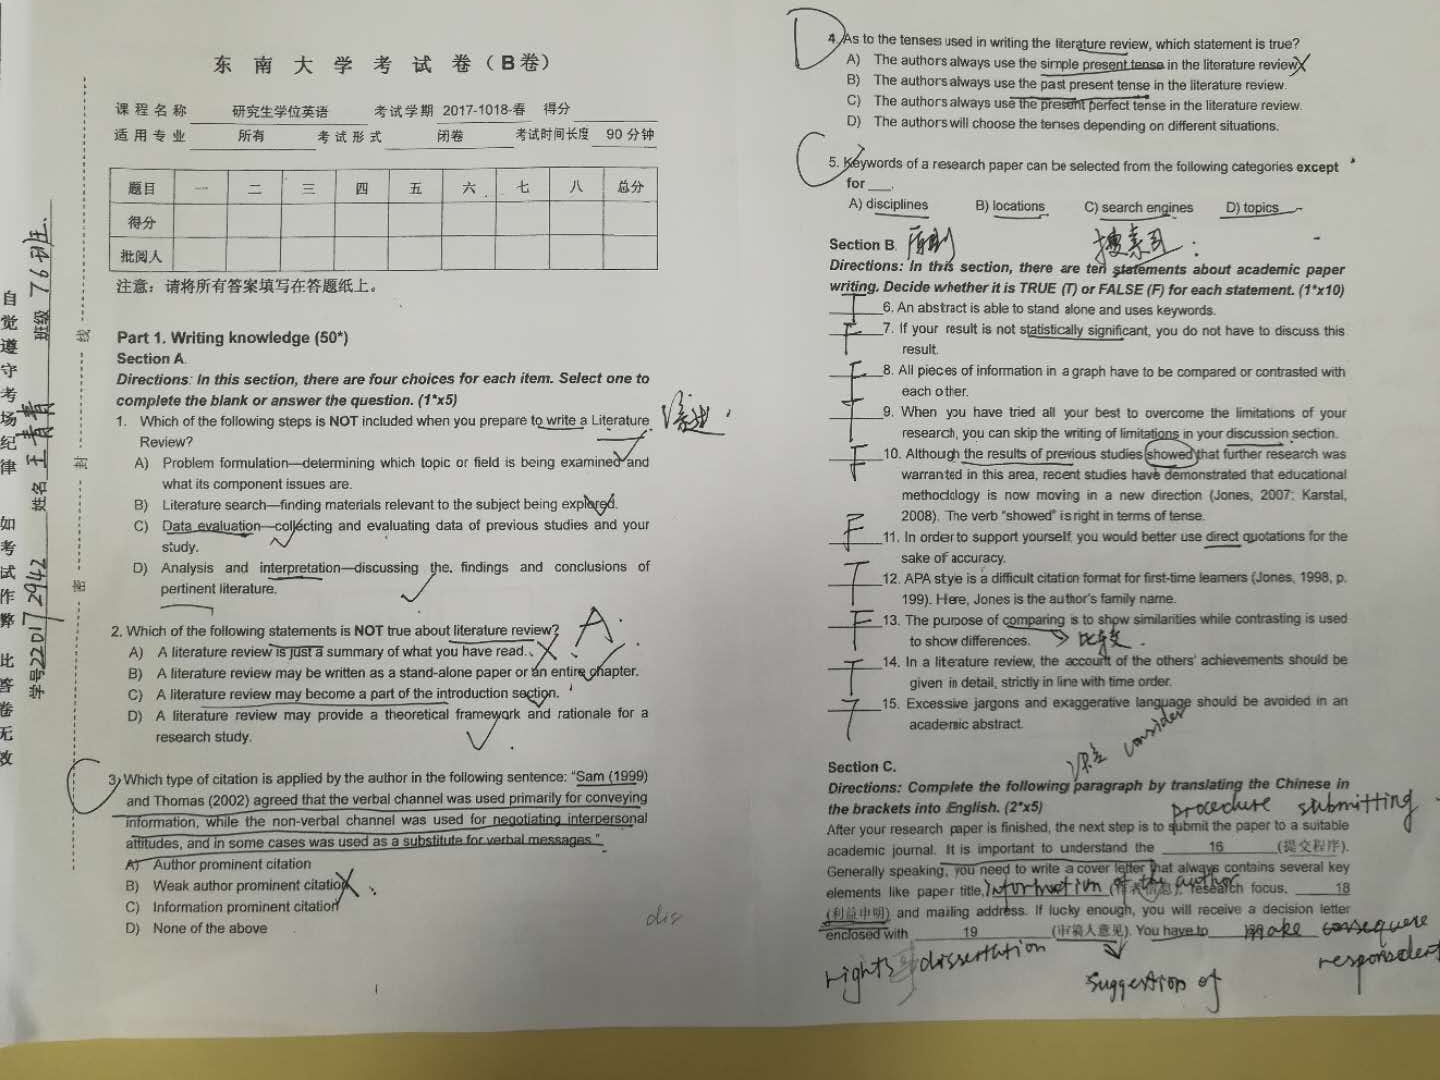 东 南 大 学 考 试 卷 ( B 卷)
课 程 名 称 研究生学位英语 考 试 学 期 2017-1018-春 得分
适 用 专 业 所有 考 试 形 式 闭卷 考试时间长度 90 分钟
题目 一 二 三 四 五 六 七 八 总分
得分
批阅人
注意：请将所有答案填写在答题纸上。
自觉遵守考场纪律 如考试作弊 此答卷无效
学号 22017 2942 姓名 王青青 班级 76班
密 封 线
Part 1. Writing knowledge (50*)
Section A.
Directions: In this section, there are four choices for each item. Select one to
complete the blank or answer the question. (1*x5)
1. Which of the following steps is NOT included when you prepare to write a Literature
Review?
A) Problem formulation—determining which topic or field is being examined and
what its component issues are.
B) Literature search—finding materials relevant to the subject being explored.
C) Data evaluation—collecting and evaluating data of previous studies and your
study.
D) Analysis and interpretation—discussing the findings and conclusions of
pertinent literature.
2. Which of the following statements is NOT true about literature review? A.
A) A literature review is just a summary of what you have read.
B) A literature review may be written as a stand-alone paper or an entire chapter.
C) A literature review may become a part of the introduction section.
D) A literature review may provide a theoretical framework and rationale for a
research study.
C
3. Which type of citation is applied by the author in the following sentence: "Sam (1999)
and Thomas (2002) agreed that the verbal channel was used primarily for conveying
information, while the non-verbal channel was used for negotiating interpersonal
attitudes, and in some cases was used as a substitute for verbal messages."
A) Author prominent citation
B) Weak author prominent citation
C) Information prominent citation
D) None of the above
dis
1
D
4. As to the tenses used in writing the literature review, which statement is true?
A) The authors always use the simple present tense in the literature review.
B) The authors always use the past present tense in the literature review.
C) The authors always use the present perfect tense in the literature review.
D) The authors will choose the tenses depending on different situations.
C
5. Keywords of a research paper can be selected from the following categories except
for ___.
A) disciplines B) locations C) search engines D) topics
Section B.
Directions: In this section, there are ten statements about academic paper
writing. Decide whether it is TRUE (T) or FALSE (F) for each statement. (1*x10)
T 6. An abstract is able to stand alone and uses keywords.
F 7. If your result is not statistically significant, you do not have to discuss this
result.
F 8. All pieces of information in a graph have to be compared or contrasted with
each other.
9. When you have tried all your best to overcome the limitations of your
research, you can skip the writing of limitations in your discussion section.
F 10. Although the results of previous studies showed that further research was
warranted in this area, recent studies have demonstrated that educational
methodology is now moving in a new direction (Jones, 2007; Karstal,
2008). The verb "showed" is right in terms of tense.
F 11. In order to support yourself, you would better use direct quotations for the
sake of accuracy.
T 12. APA style is a difficult citation format for first-time learners (Jones, 1998, p.
199). Here, Jones is the author's family name.
F 13. The purpose of comparing is to show similarities while contrasting is used
to show differences. 比较.
T 14. In a literature review, the account of the others' achievements should be
given in detail, strictly in line with time order.
T 15. Excessive jargons and exaggerative language should be avoided in an
academic abstract.
consider
Section C.
Directions: Complete the following paragraph by translating the Chinese in
the brackets into English. (2*x5)
procedure submitting
After your research paper is finished, the next step is to submit the paper to a suitable
academic journal. It is important to understand the 16 (提交程序).
Generally speaking, you need to write a cover letter that always contains several key
elements like paper title, information of the author research focus, 18
(利益申明) and mailing address. If lucky enough, you will receive a decision letter
enclosed with 19 (审稿人意见). You have to make
rights dissertation
suggestion of